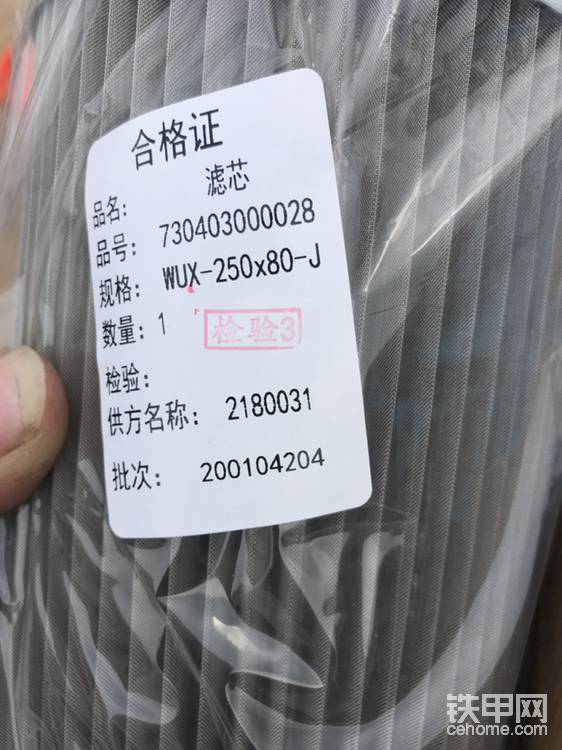 合格证
品名: 滤芯
品号: 730403000028
规格: WUX-250x80-J
数量: 1
检验3
检验:
供方名称: 2180031
批次: 200104204
铁甲网
cehome.com